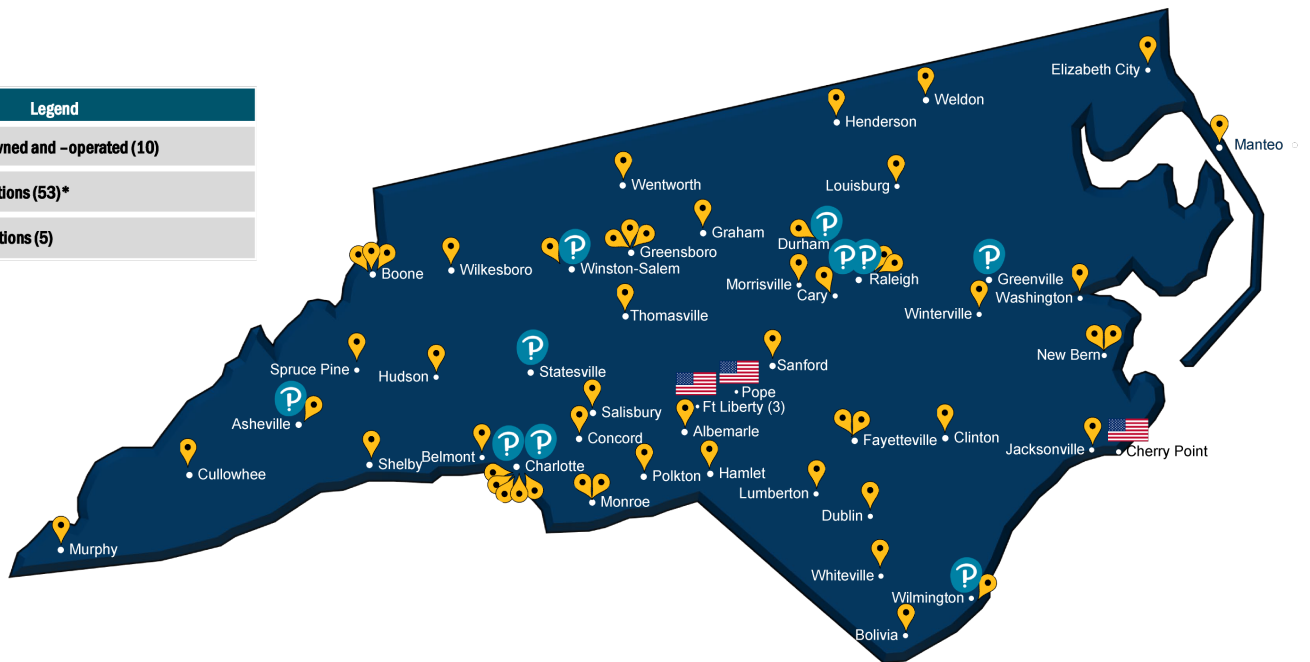 Legend
and –operated (10)
(53)*
(5)
Elizabeth City
Weldon
Henderson
Manteo
Wentworth
Louisburg
Graham
Durham
Greensboro
Boone
Wilkesboro
Winston-Salem
Raleigh
Greenville
Morrisville
Cary
Washington
Winterville
Thomasville
New Bern
Sanford
Spruce Pine
Hudson
Statesville
Pope
Ft Liberty (3)
Salisbury
Asheville
Albemarle
Concord
Fayetteville
Clinton
Jacksonville
Cherry Point
Belmont
Shelby
Charlotte
Cullowhee
Polkton
Hamlet
Lumberton
Monroe
Dublin
Murphy
Whiteville
Wilmington
Bolivia